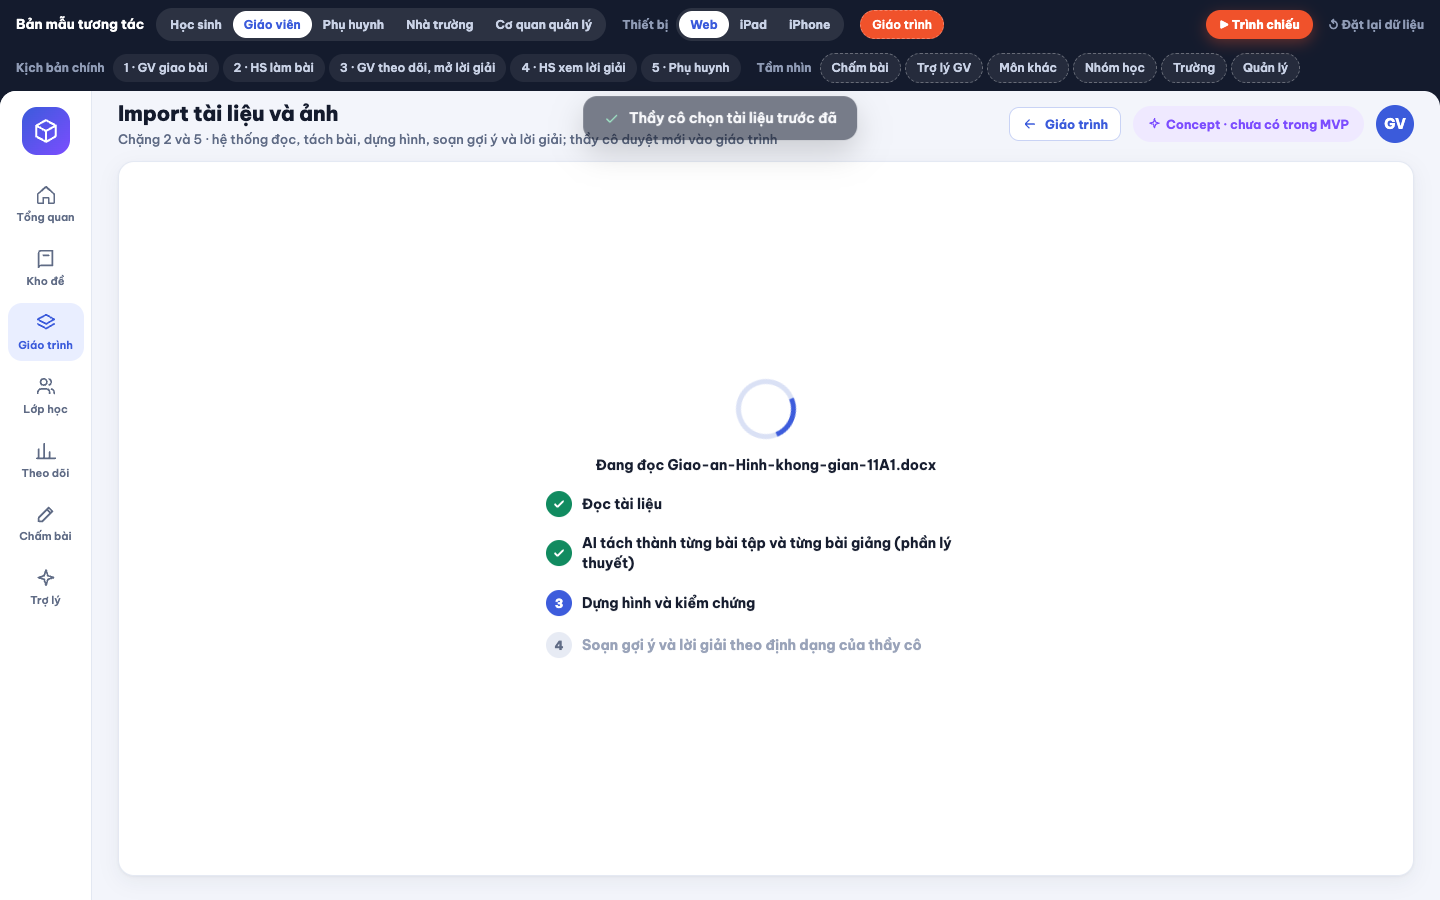 Bản mẫu tương tác
Học sinh
Giáo viên
Phụ huynh
Nhà trường
Cơ quan quản lý
Thiết bị
Web
iPad
iPhone
Giáo trình
Trình chiếu
Đặt lại dữ liệu
Kịch bản chính
1 · GV giao bài
2 · HS làm bài
3 · GV theo dõi, mở lời giải
4 · HS xem lời giải
5 · Phụ huynh
Tầm nhìn
Chấm bài
Trợ lý GV
Môn khác
Nhóm học
Trường
Quản lý
Import tài liệu và ảnh
Chặng 2 và 5 · hệ thống đọc, tách bài, dựng hình, soạn gợi ý và lời giải; thầy cô duyệt mới vào giáo trình
Thầy cô chọn tài liệu trước đã
Giáo trình
Concept · chưa có trong MVP
GV
Tổng quan
Kho đề
Giáo trình
Lớp học
Theo dõi
Chấm bài
Trợ lý
Đang đọc Giao-an-Hinh-khong-gian-11A1.docx
Đọc tài liệu
AI tách thành từng bài tập và từng bài giảng (phần lý
thuyết)
3 Dựng hình và kiểm chứng
4 Soạn gợi ý và lời giải theo định dạng của thầy cô